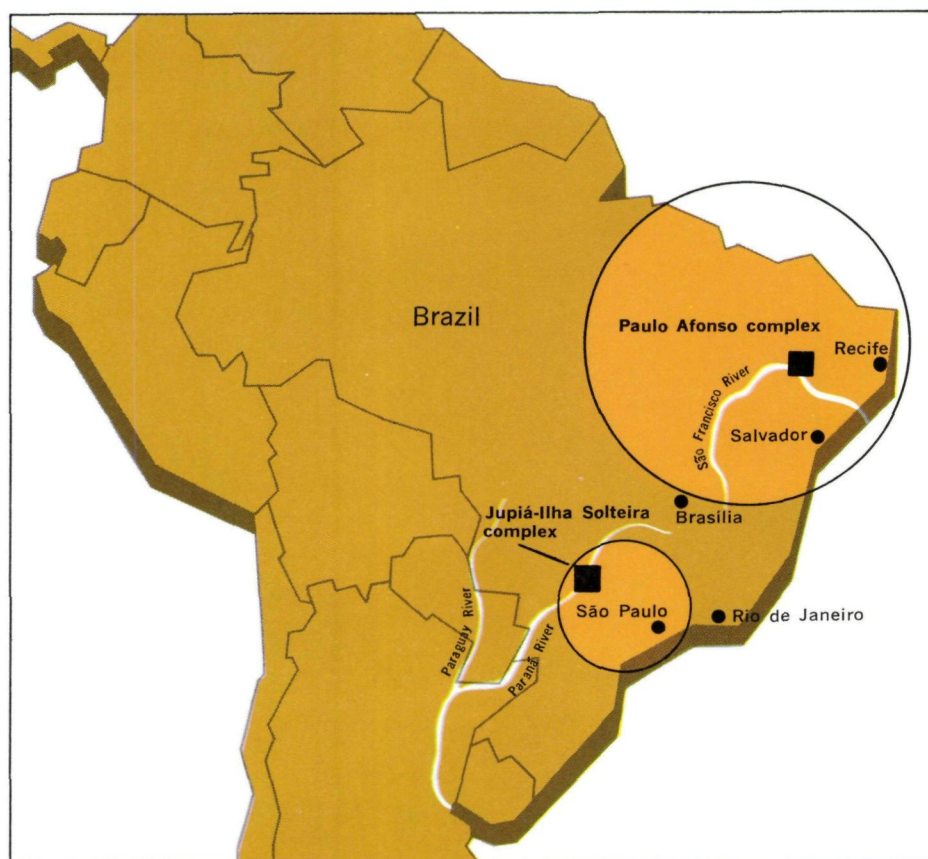 Brazil
Paulo Afonso complex
Recife
São Francisco River
Salvador
Brasília
Jupiá-Ilha Solteira
complex
São Paulo
Rio de Janeiro
Paraguay River
Paraná River